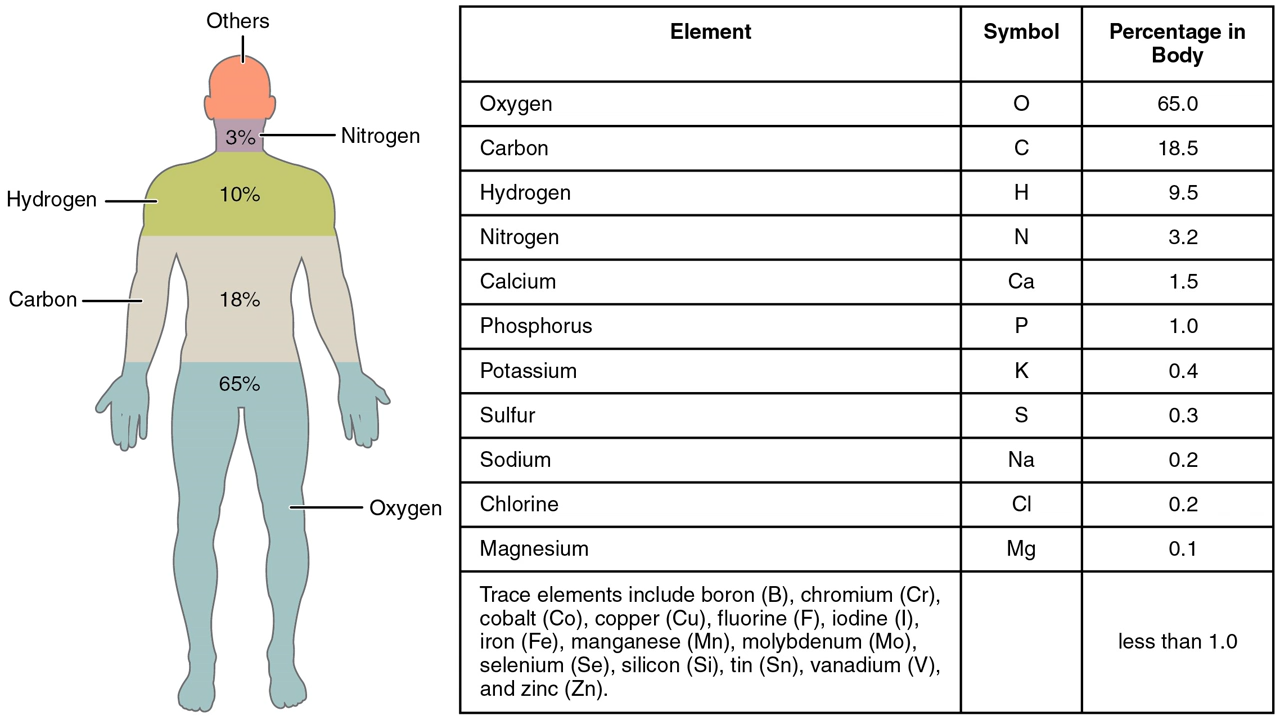 Others
3%
Nitrogen
Hydrogen
10%
Carbon
18%
65%
Oxygen
Element Symbol Percentage in
Body
Oxygen O 65.0
Carbon C 18.5
Hydrogen H 9.5
Nitrogen N 3.2
Calcium Ca 1.5
Phosphorus P 1.0
Potassium K 0.4
Sulfur S 0.3
Sodium Na 0.2
Chlorine Cl 0.2
Magnesium Mg 0.1
Trace elements include boron (B), chromium (Cr),
cobalt (Co), copper (Cu), fluorine (F), iodine (I),
iron (Fe), manganese (Mn), molybdenum (Mo),
selenium (Se), silicon (Si), tin (Sn), vanadium (V),
and zinc (Zn).
less than 1.0